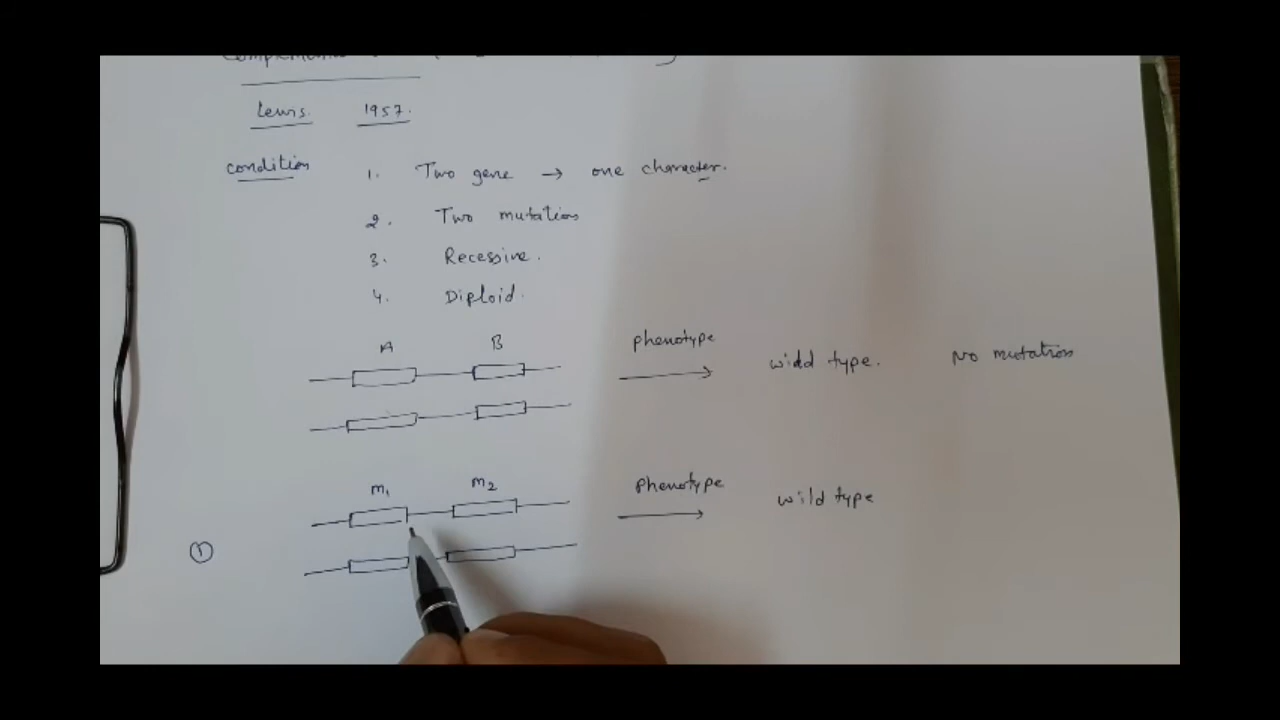 Lewis. 1957.
condition 1. Two gene → one character.
2. Two mutations
3. Recessive.
4. Diploid.
A B phenotype
widd type. No mutations
m₁ m₂ phenotype
wild type
①